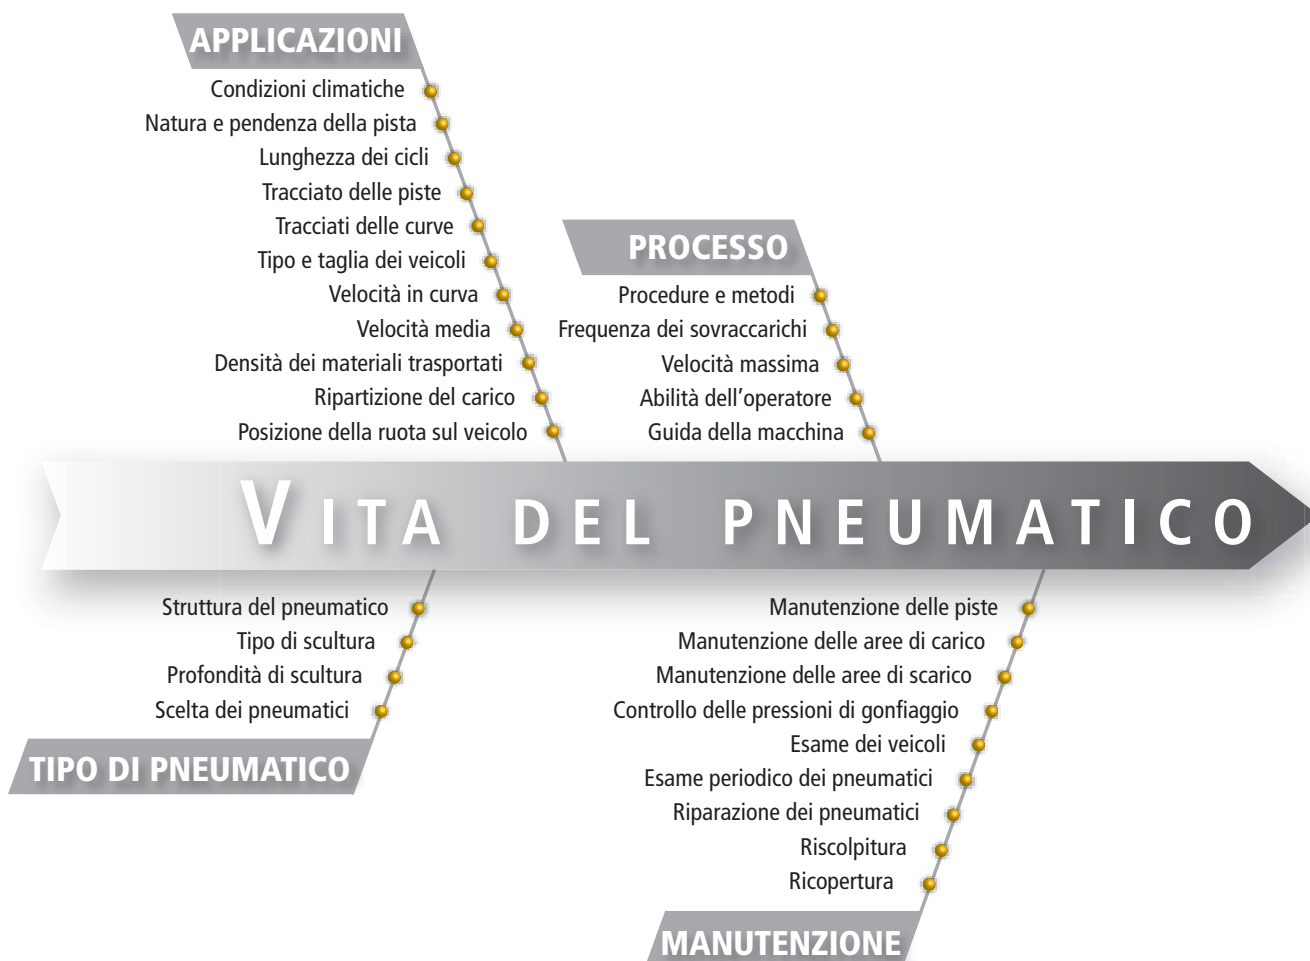 APPLICAZIONI
Condizioni climatiche
Natura e pendenza della pista
Lunghezza dei cicli
Tracciato delle piste
Tracciati delle curve
Tipo e taglia dei veicoli
Velocità in curva
Velocità media
Densità dei materiali trasportati
Ripartizione del carico
Posizione della ruota sul veicolo
PROCESSO
Procedure e metodi
Frequenza dei sovraccarichi
Velocità massima
Abilità dell'operatore
Guida della macchina
VITA DEL PNEUMATICO
Struttura del pneumatico
Tipo di scultura
Profondità di scultura
Scelta dei pneumatici
TIPO DI PNEUMATICO
Manutenzione delle piste
Manutenzione delle aree di carico
Manutenzione delle aree di scarico
Controllo delle pressioni di gonfiaggio
Esame dei veicoli
Esame periodico dei pneumatici
Riparazione dei pneumatici
Riscolpitura
Ricopertura
MANUTENZIONE